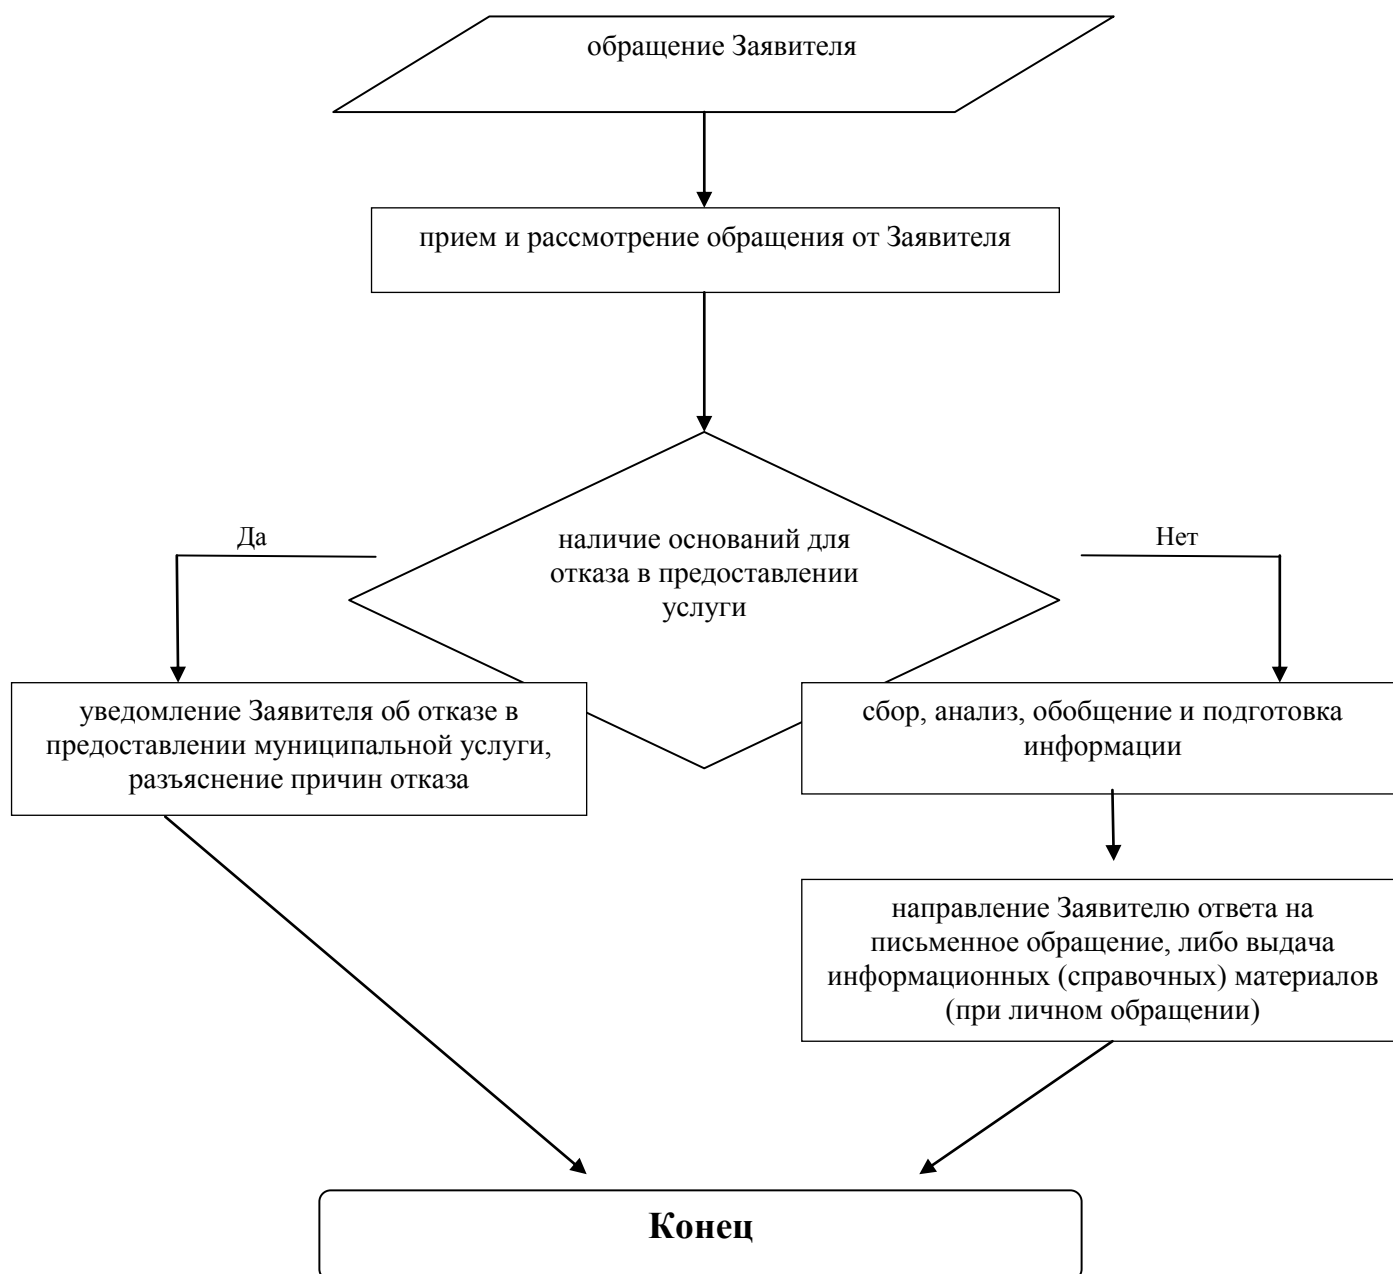 обращение Заявителя
прием и рассмотрение обращения от Заявителя
Да
Нет
наличие оснований для
отказа в предоставлении
услуги
уведомление Заявителя об отказе в
предоставлении муниципальной услуги,
разъяснение причин отказа
сбор, анализ, обобщение и подготовка
информации
направление Заявителю ответа на
письменное обращение, либо выдача
информационных (справочных) материалов
(при личном обращении)
Конец